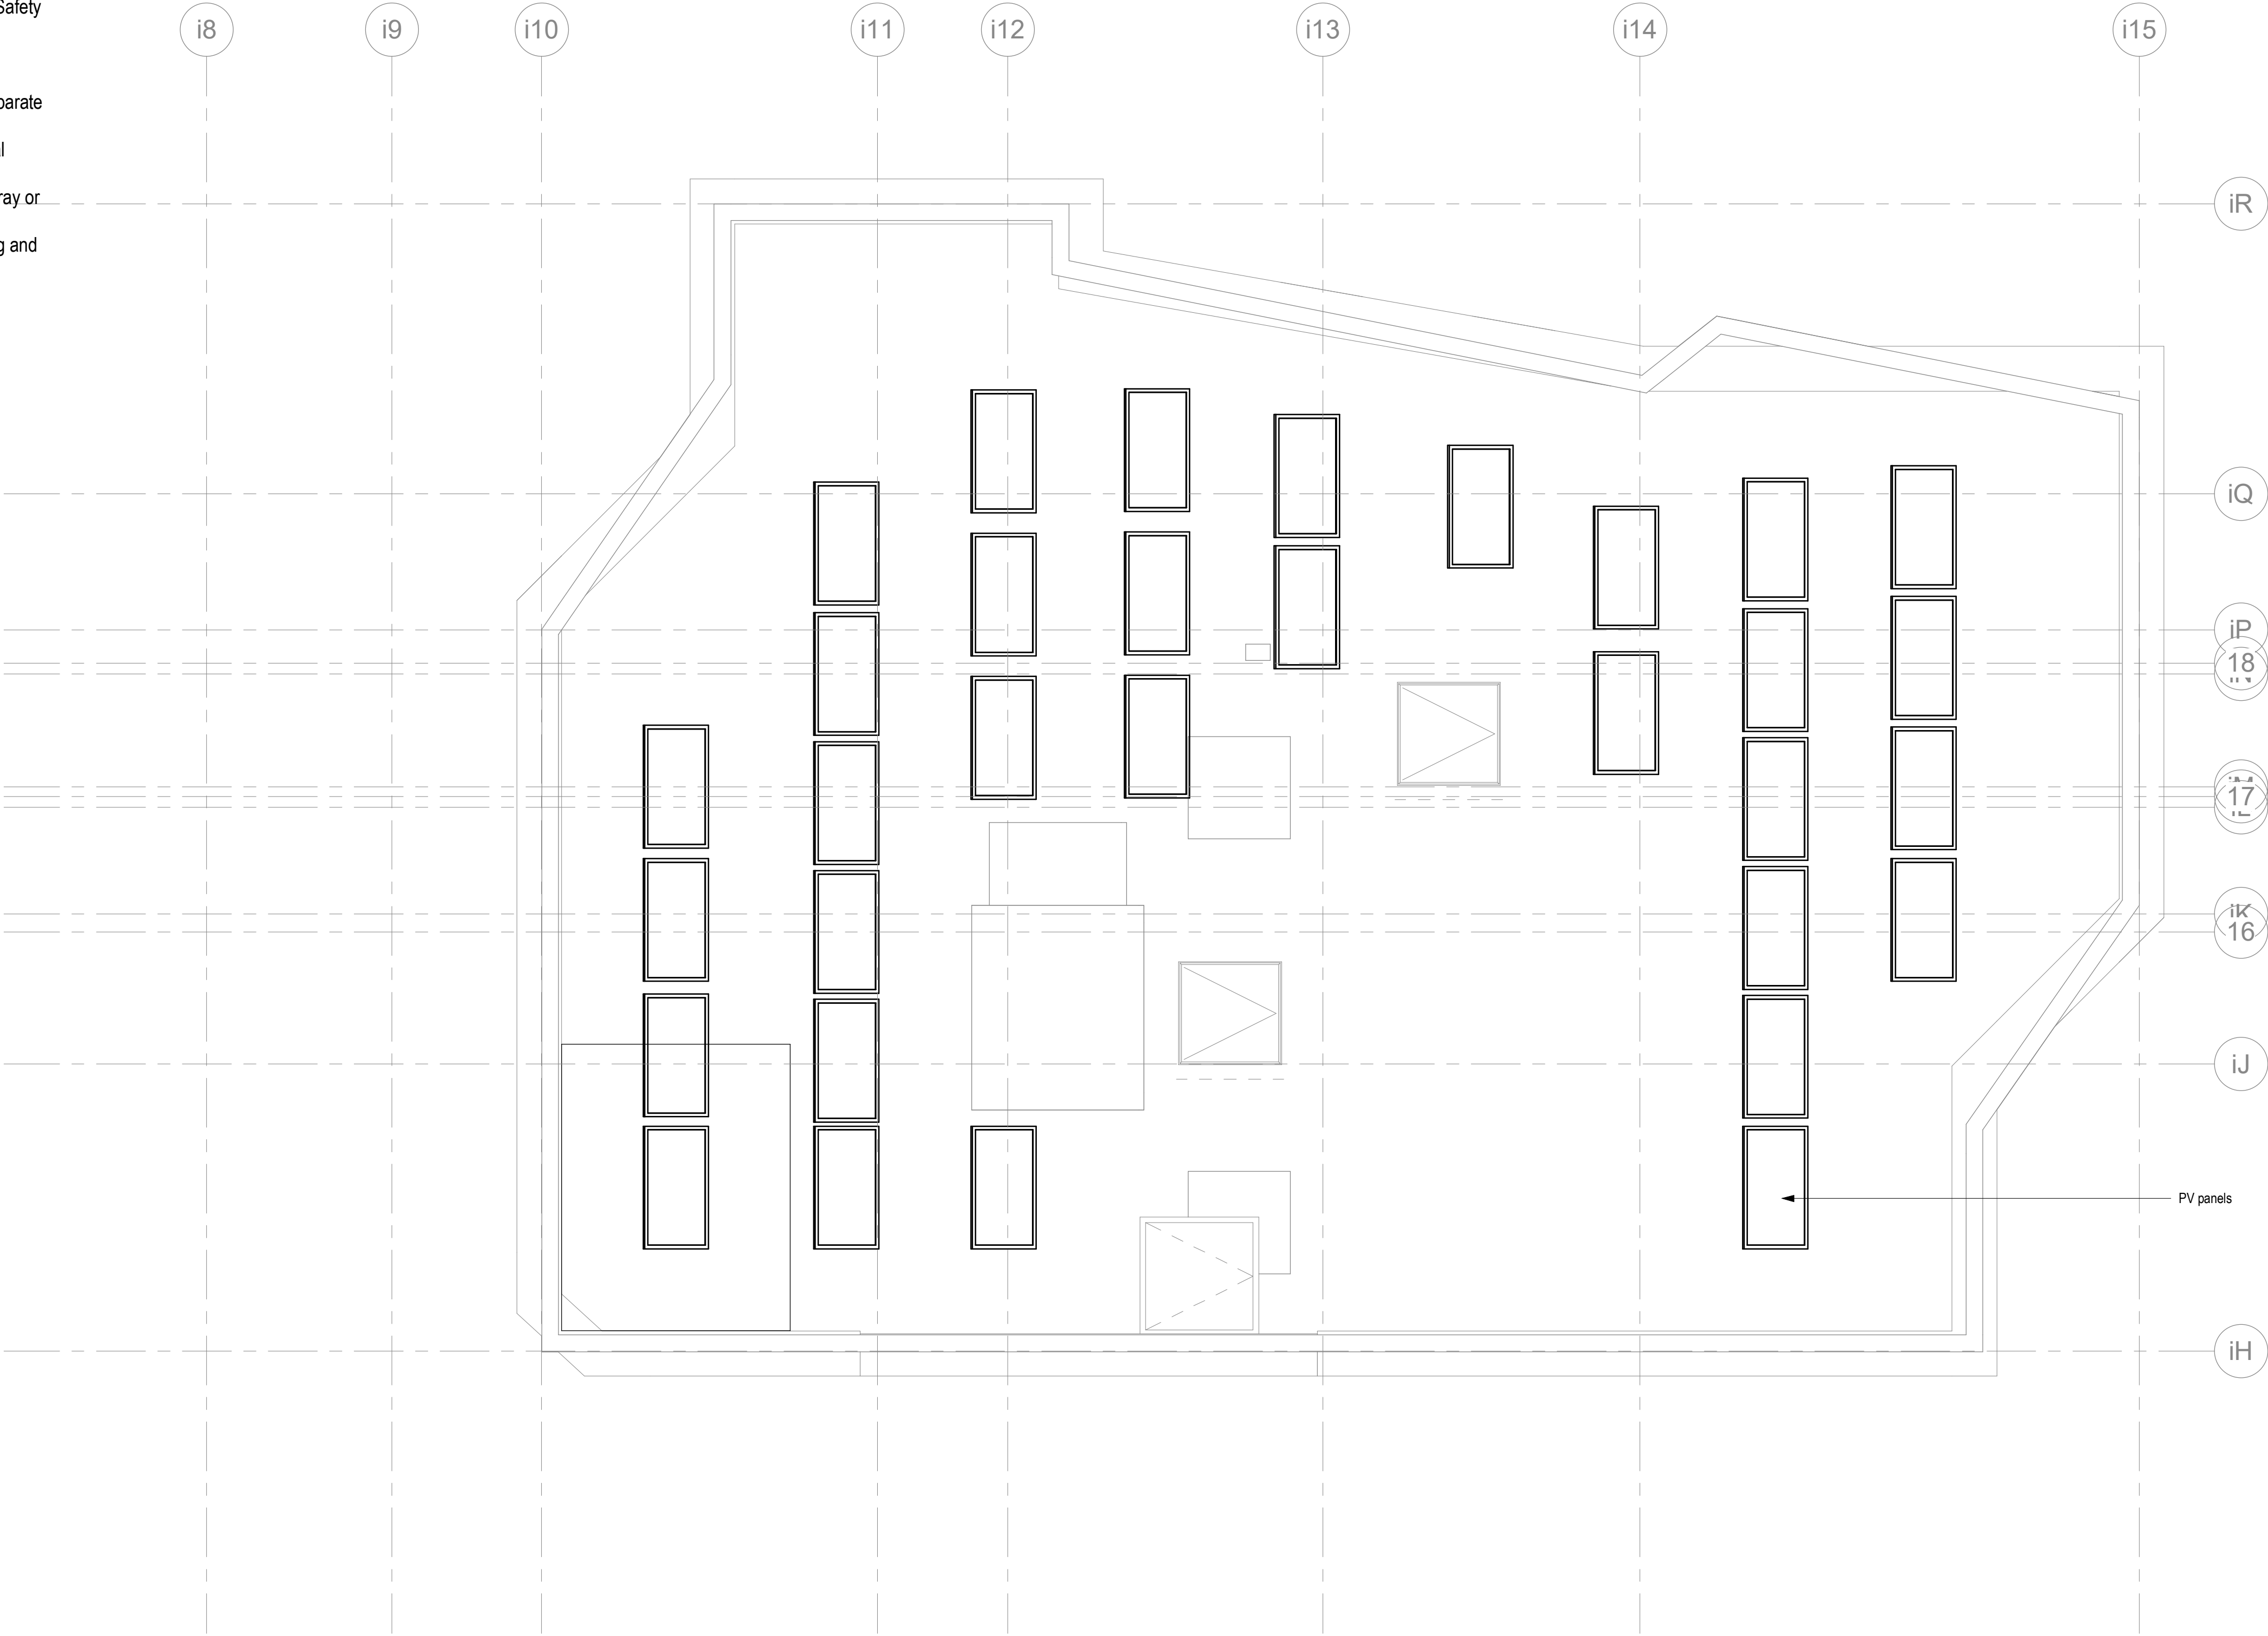 Safety
i8
i9
i10
i11
i12
i13
i14
i15
ray or
g and
iR
iQ
iP
18
17
iK
16
iJ
PV panels
iH